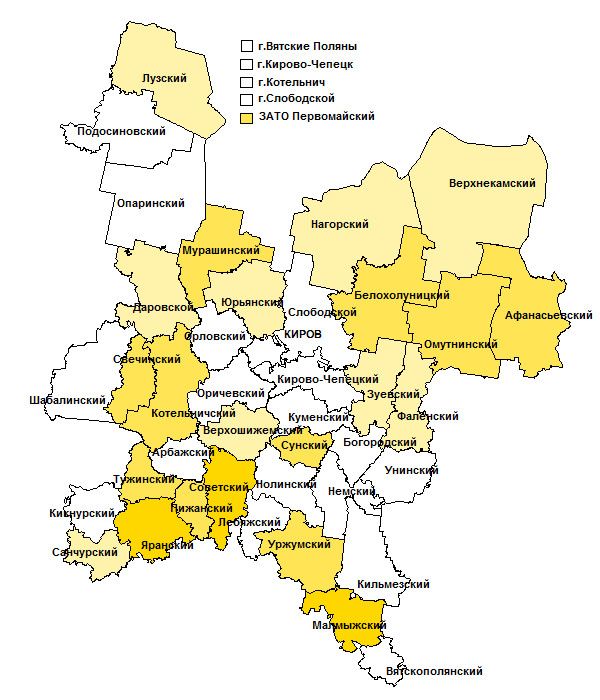 г.Вятские Поляны
г.Кирово-Чепецк
г.Котельнич
г.Слободской
ЗАТО Первомайский
Лузский
Подосиновский
Опаринский
Верхнекамский
Нагорский
Мурашинский
Белохолуницкий
Юрьянский
Даровской
Слободской
Афанасьевский
Орловский
КИРОВ
Омутнинский
Свечинский
Кирово-Чепецкий
Оричевский
Зуевский
Шабалинский
Котельничский
Куменский
Фаленский
Верхошижемский
Сунский
Богородский
Арбажский
Унинский
Тужинский
Советский
Нолинский
Немский
Кикнурский
Пижанский
Лебяжский
Санчурский
Яранский
Уржумский
Кильмезский
Малмыжский
Вятскополянский